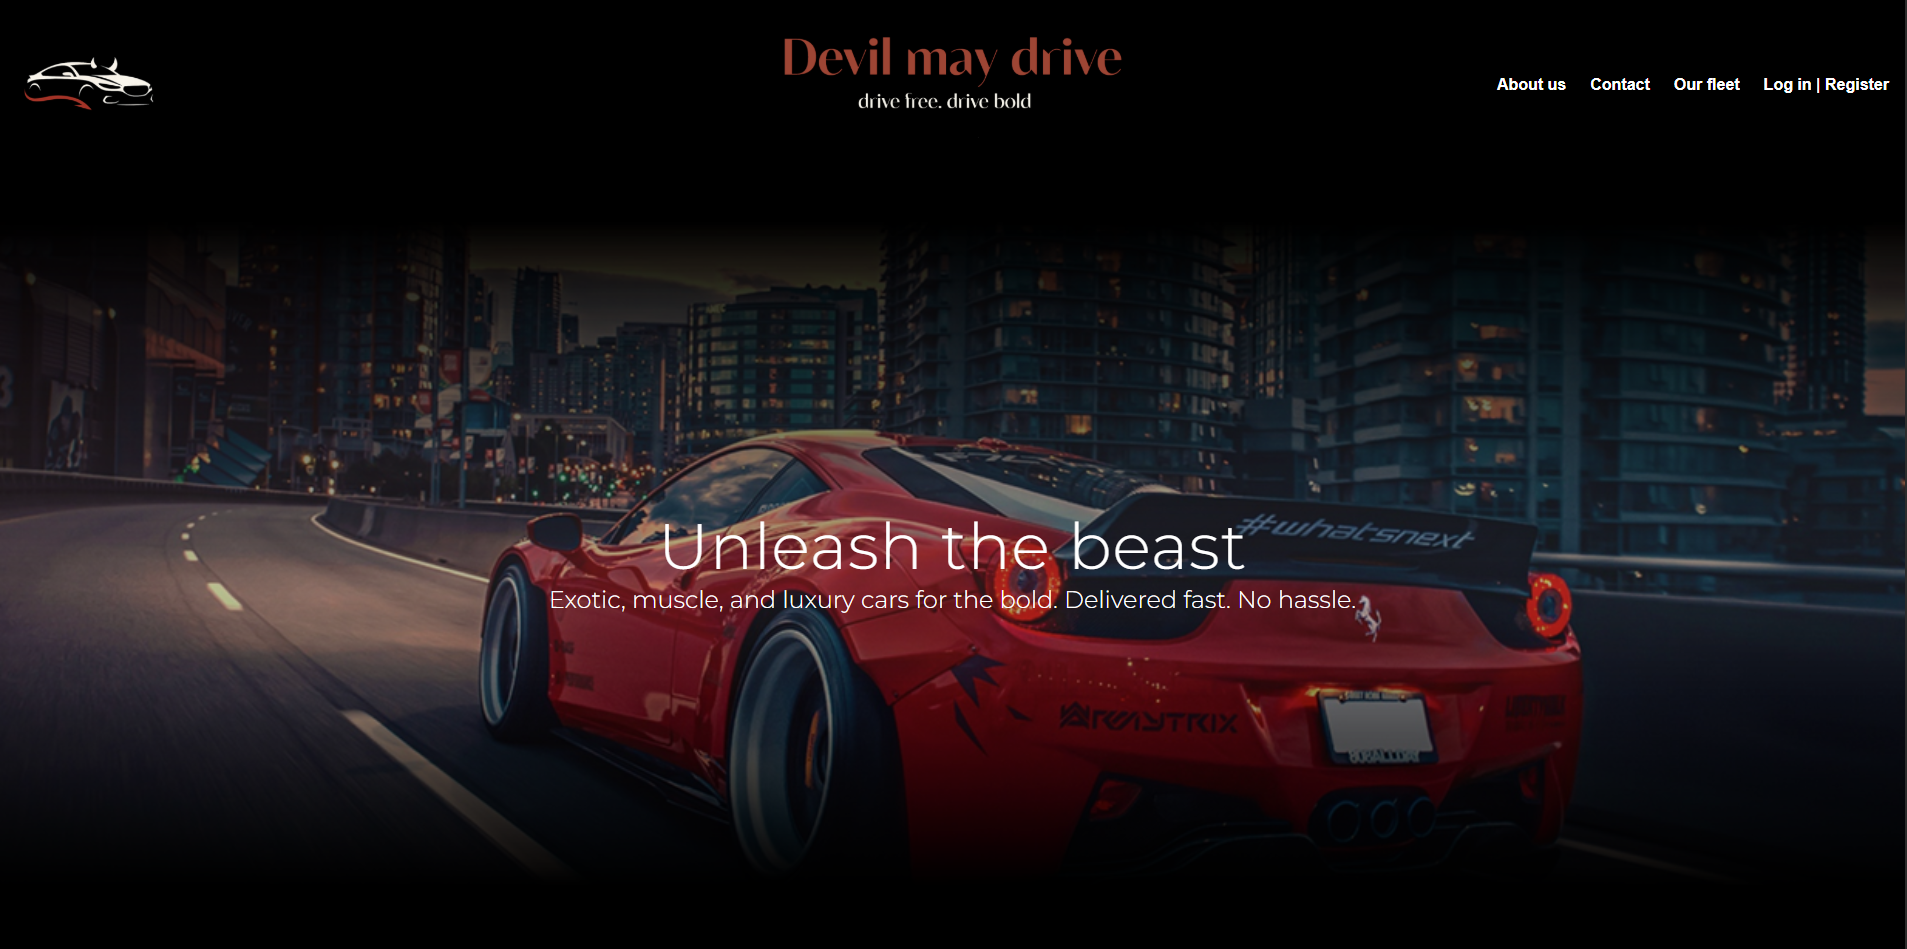 Devil may drive
drive free. drive bold
About us Contact Our fleet Log in | Register
#whatsnext
Unleash the beast
Exotic, muscle, and luxury cars for the bold. Delivered fast. No hassle.
ARMYTRIX